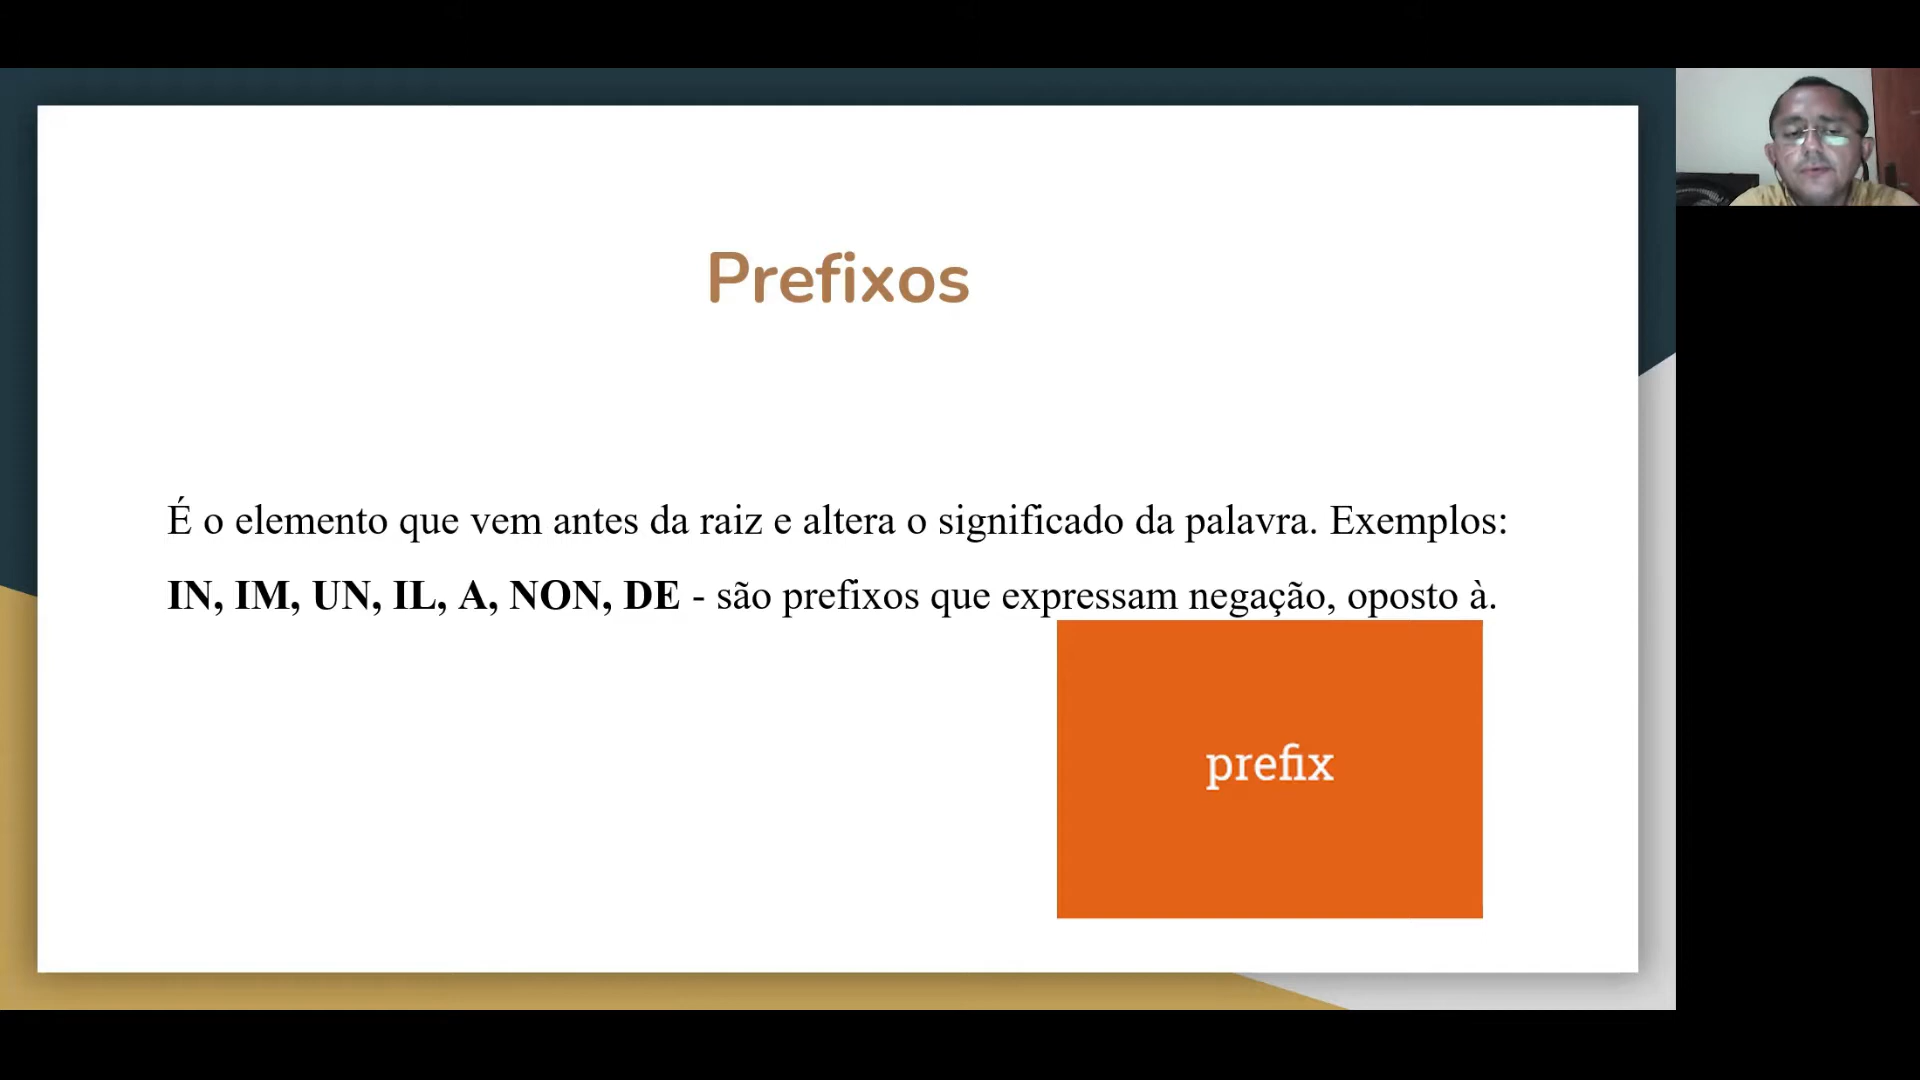 Prefixos
É o elemento que vem antes da raiz e altera o significado da palavra. Exemplos:
IN, IM, UN, IL, A, NON, DE - são prefixos que expressam negação, oposto à.
prefix